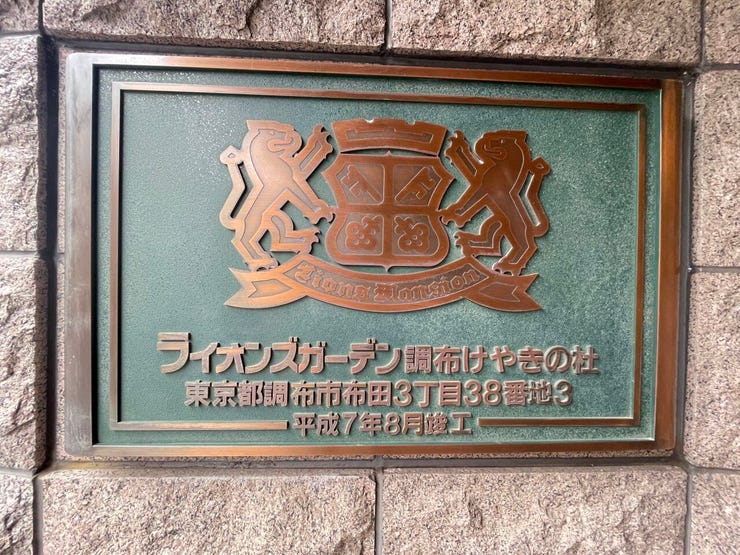 Lions Mansion
ライオンズガーデン調布けやきの杜
東京都調布市布田3丁目38番地3
平成7年8月竣工